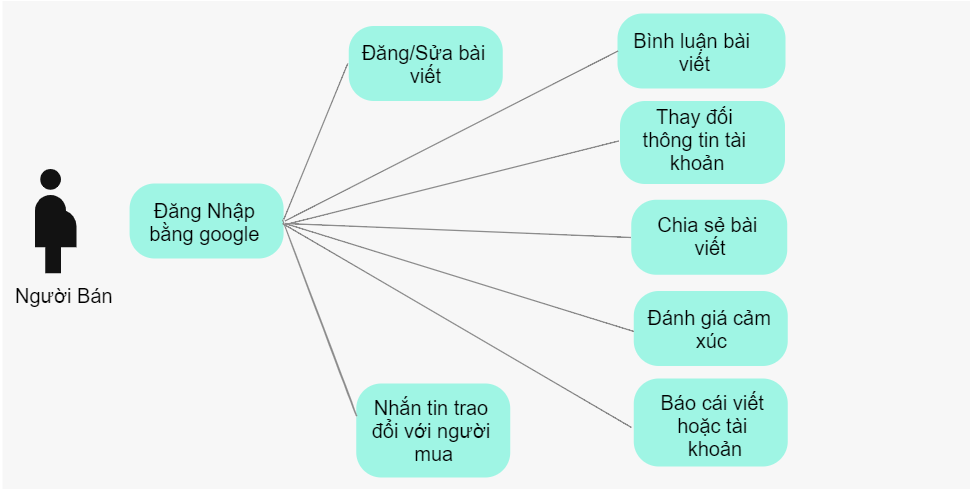 Đăng/Sửa bài
viết
Bình luận bài
viết
Thay đối
thông tin tài
khoản
Đăng Nhập
bằng google
Chia sẻ bài
viết
Người Bán
Đánh giá cảm
xúc
Nhắn tin trao
đổi với người
mua
Báo cái viết
hoặc tài
khoản